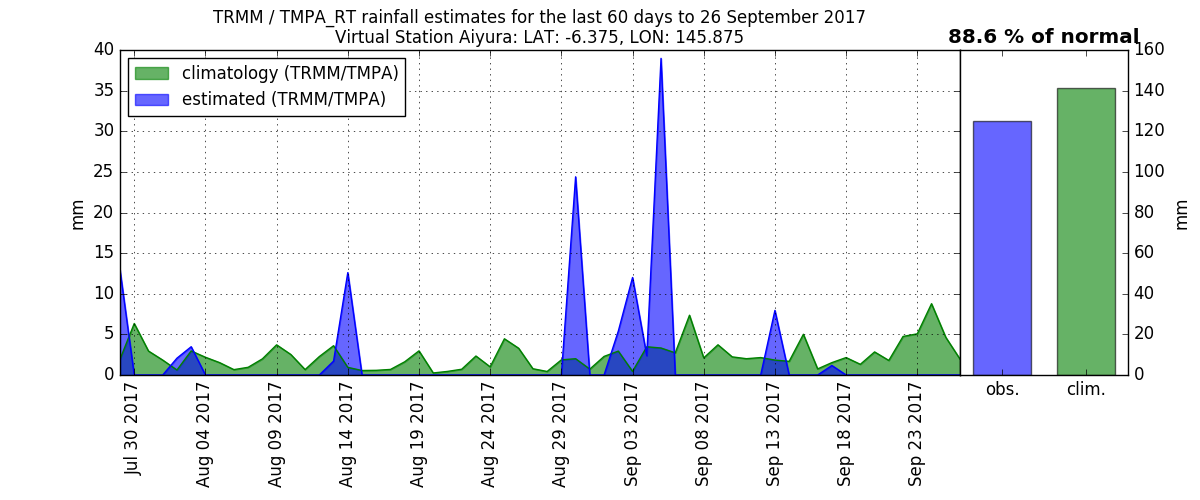 TRMM / TMPA_RT rainfall estimates for the last 60 days to 26 September 2017
Virtual Station Aiyura: LAT: -6.375, LON: 145.875
88.6 % of normal
climatology (TRMM/TMPA)
estimated (TRMM/TMPA)
mm
40
35
30
25
20
15
10
5
0
Jul 30 2017
Aug 04 2017
Aug 09 2017
Aug 14 2017
Aug 19 2017
Aug 24 2017
Aug 29 2017
Sep 03 2017
Sep 08 2017
Sep 13 2017
Sep 18 2017
Sep 23 2017
obs.
clim.
160
140
120
100
80
60
40
20
0
mm